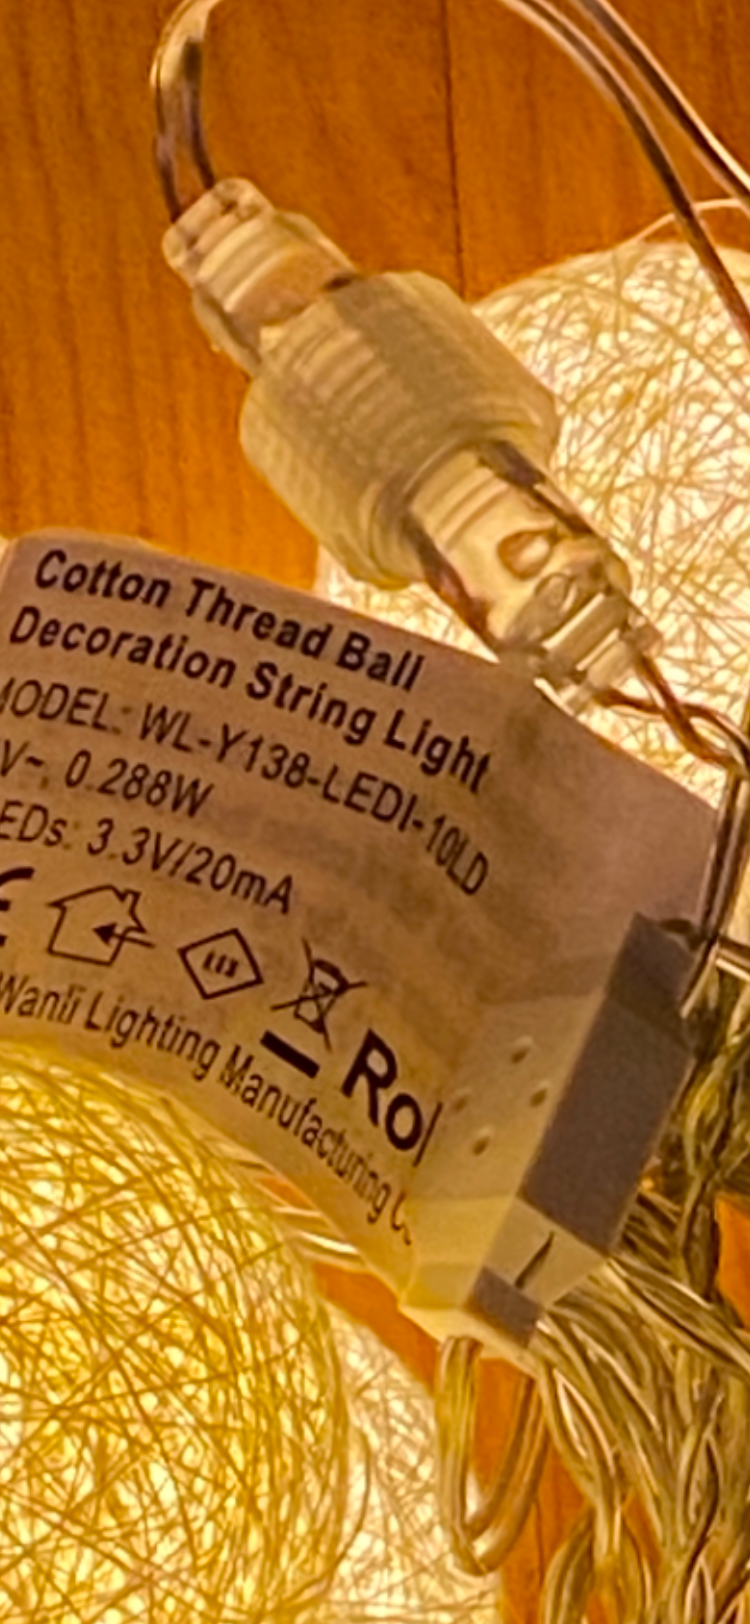 Cotton Thread Ball
Decoration String Light
MODEL: WL-Y138-LEDI-10LD
V~, 0.288W
EDs: 3.3V/20mA
CE
Wanli Lighting Manufacturing C
Ro